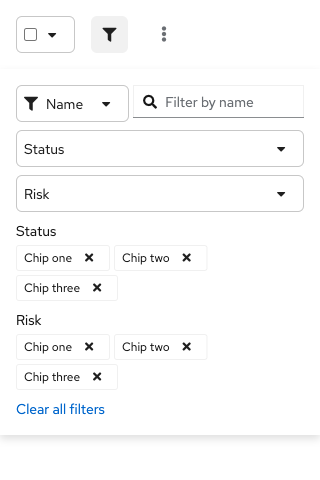 Name Filter by name
Status
Risk
Status
Chip one Chip two
Chip three
Risk
Chip one Chip two
Chip three
Clear all filters